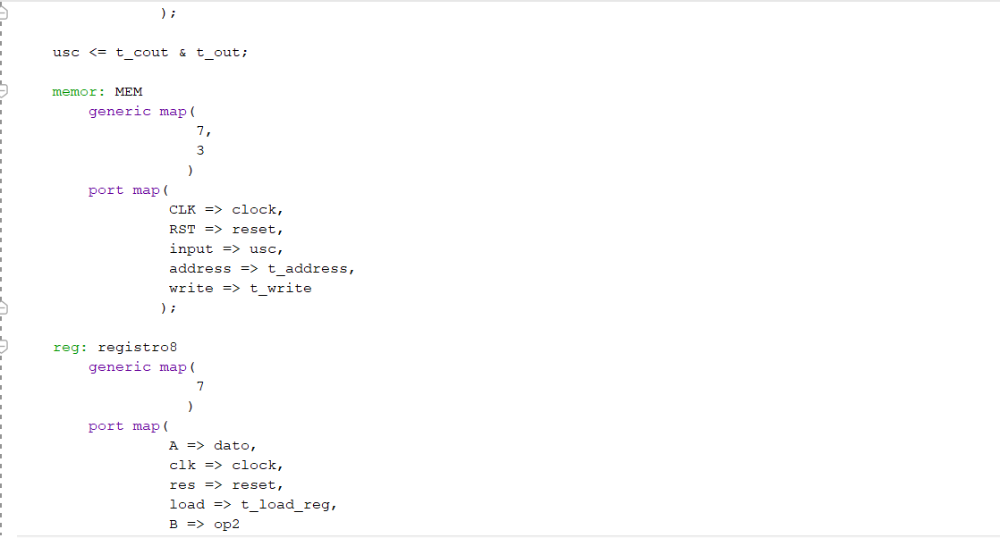 );
usc <= t_cout & t_out;
memor: MEM
generic map(
7,
3
)
port map(
CLK => clock,
RST => reset,
input => usc,
address => t_address,
write => t_write
);
reg: registro8
generic map(
7
)
port map(
A => dato,
clk => clock,
res => reset,
load => t_load_reg,
B => op2